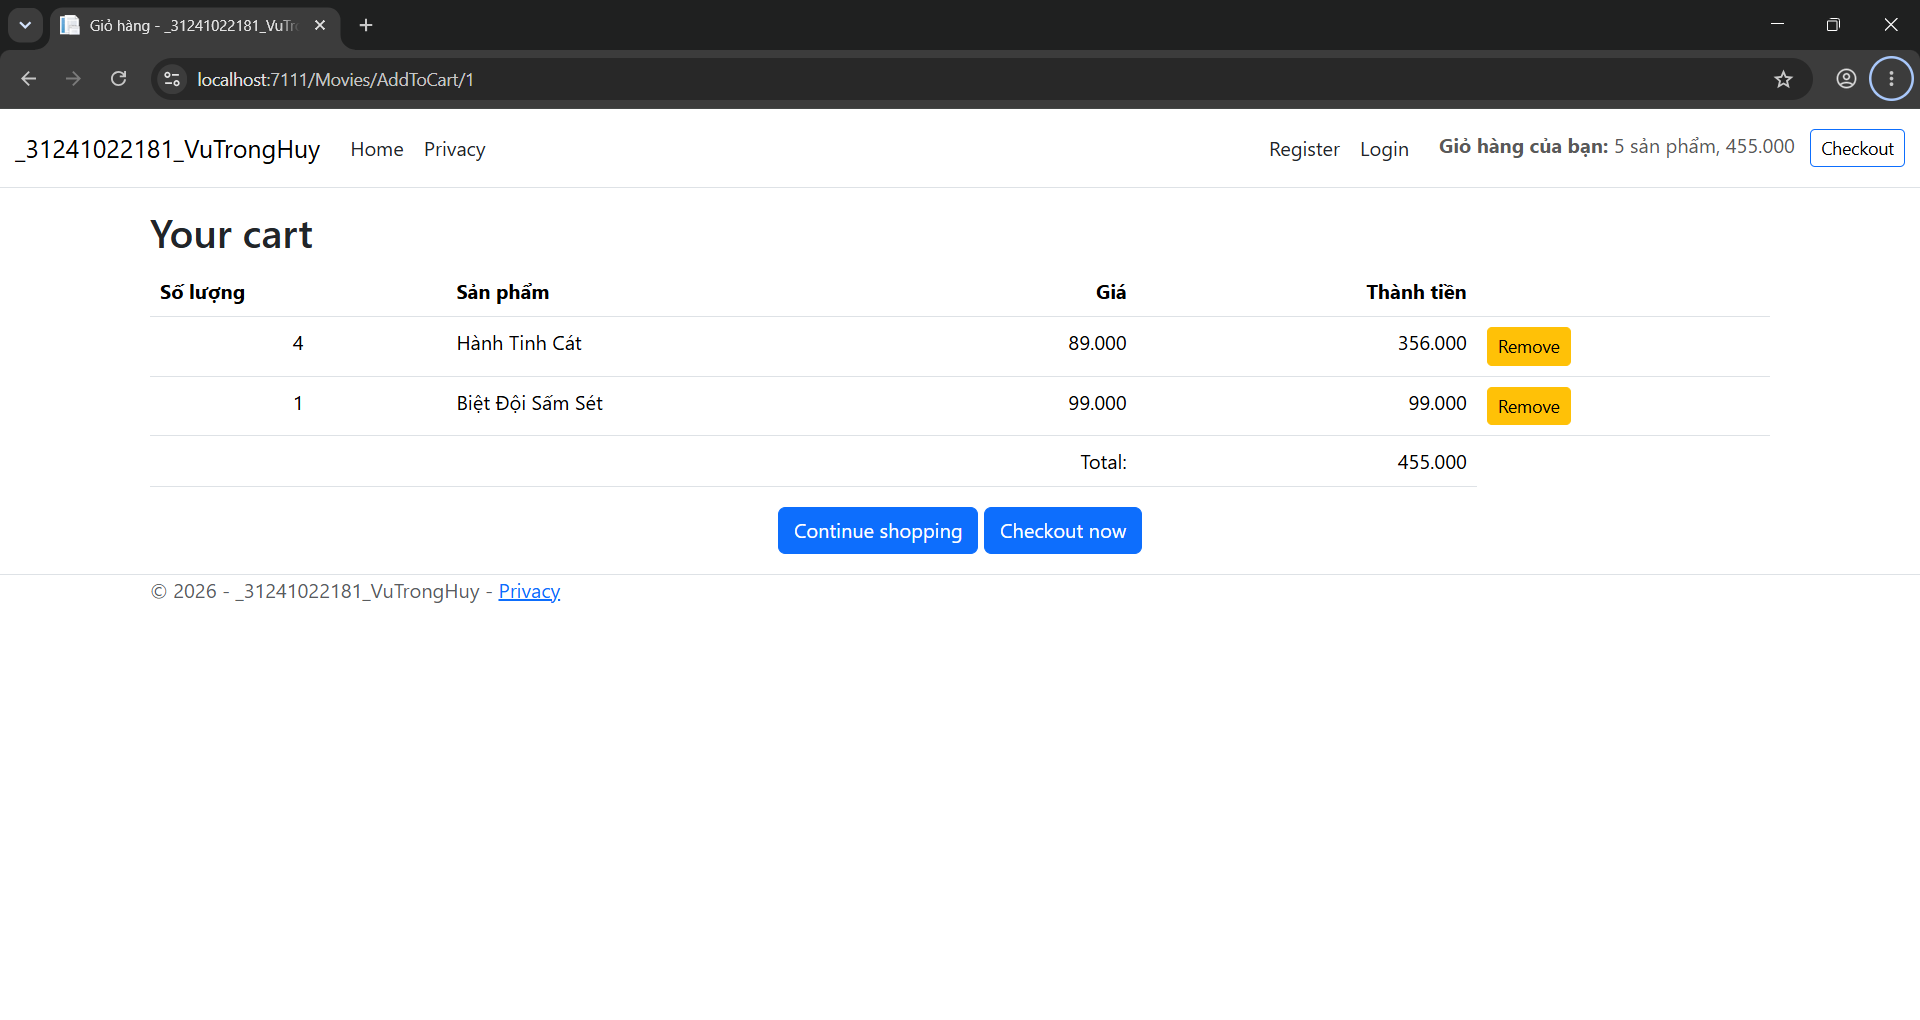 Giỏ hàng - _31241022181_VuTr
localhost:7111/Movies/AddToCart/1
_31241022181_VuTrongHuy Home Privacy Register Login Giỏ hàng của bạn: 5 sản phẩm, 455.000 Checkout
Your cart
Số lượng Sản phẩm Giá Thành tiền
4 Hành Tinh Cát 89.000 356.000 Remove
1 Biệt Đội Sấm Sét 99.000 99.000 Remove
Total: 455.000
Continue shopping Checkout now
© 2026 - _31241022181_VuTrongHuy - Privacy